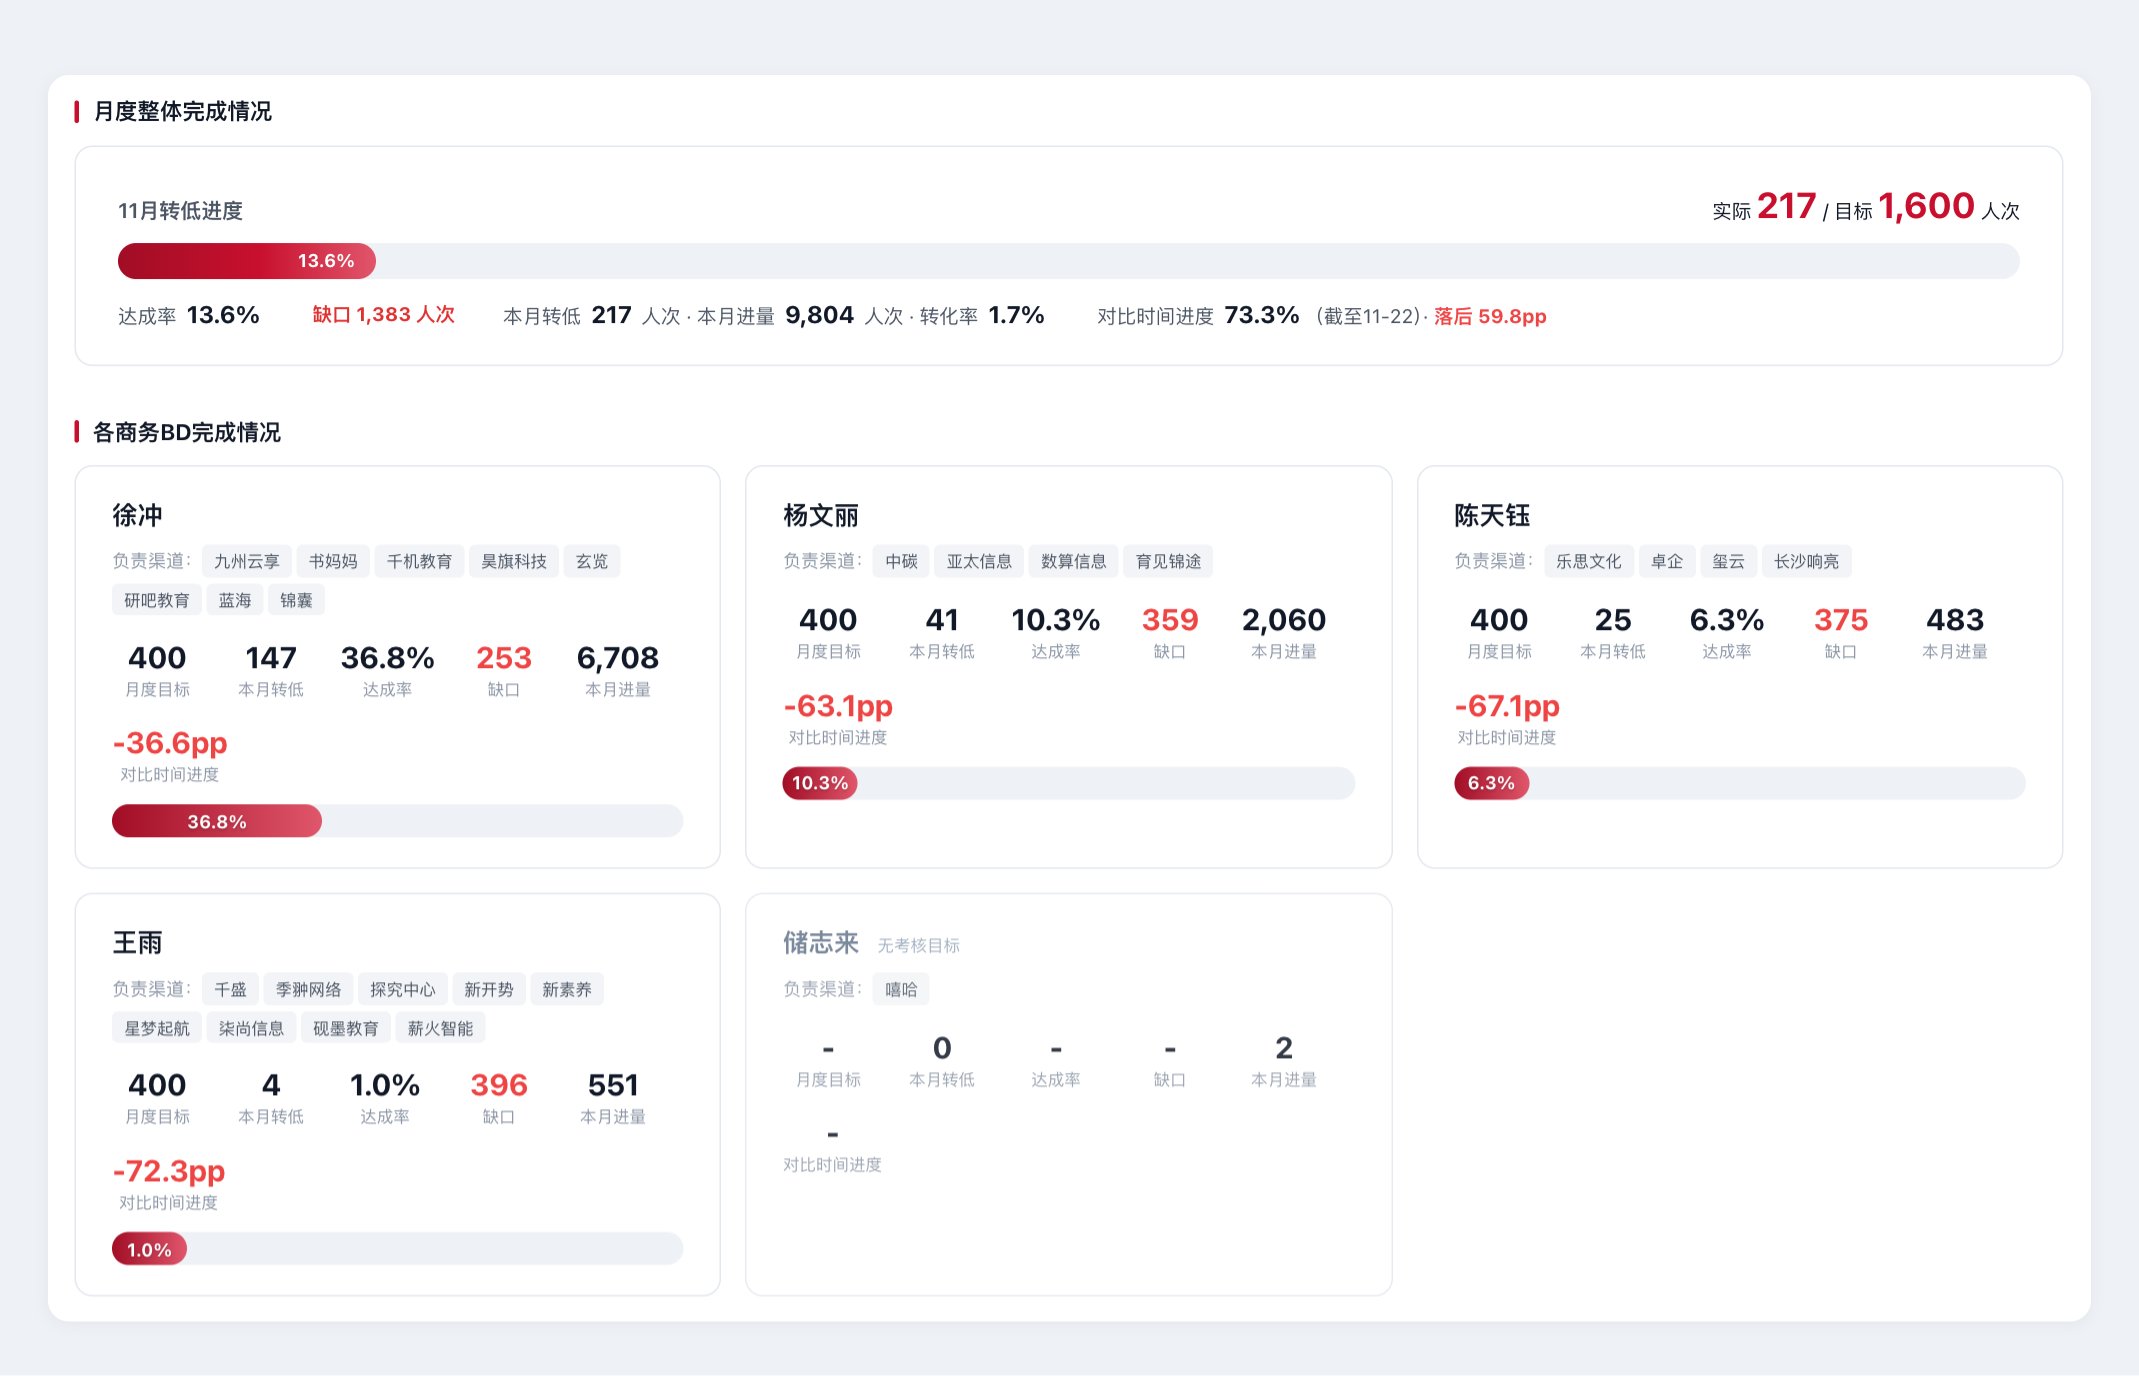 月度整体完成情况
11月转低进度
实际 217 / 目标 1,600 人次
13.6%
达成率 13.6% 缺口 1,383 人次 本月转低 217 人次 · 本月进量 9,804 人次 · 转化率 1.7% 对比时间进度 73.3% (截至11-22) · 落后 59.8pp
各商务BD完成情况
徐冲
负责渠道： 九州云享 书妈妈 千机教育 昊旗科技 玄览
研吧教育 蓝海 锦囊
400 147 36.8% 253 6,708
月度目标 本月转低 达成率 缺口 本月进量
-36.6pp
对比时间进度
36.8%
杨文丽
负责渠道： 中碳 亚太信息 数算信息 育见锦途
400 41 10.3% 359 2,060
月度目标 本月转低 达成率 缺口 本月进量
-63.1pp
对比时间进度
10.3%
陈天钰
负责渠道： 乐思文化 卓企 玺云 长沙响亮
400 25 6.3% 375 483
月度目标 本月转低 达成率 缺口 本月进量
-67.1pp
对比时间进度
6.3%
王雨
负责渠道： 千盛 季翀网络 探究中心 新开势 新素养
星梦起航 柒尚信息 砚墨教育 薪火智能
400 4 1.0% 396 551
月度目标 本月转低 达成率 缺口 本月进量
-72.3pp
对比时间进度
1.0%
储志来 无考核目标
负责渠道： 嘻哈
- 0 - - 2
月度目标 本月转低 达成率 缺口 本月进量
-
对比时间进度